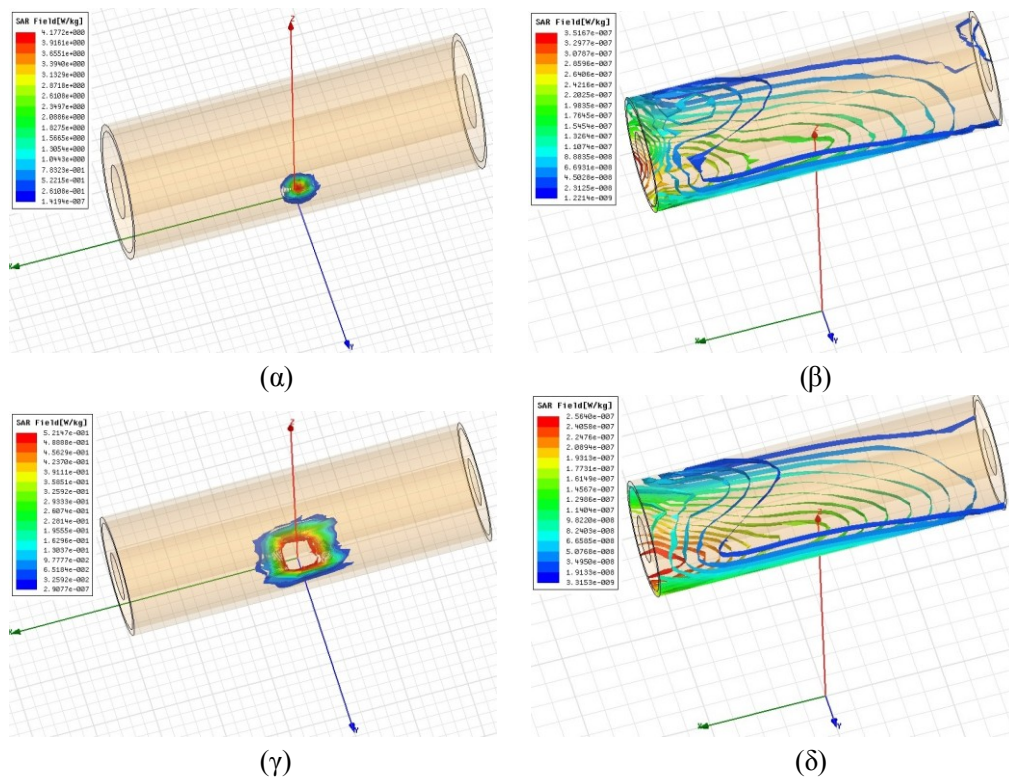 SAR Field[W/kg]
4.1772e+000
3.9161e+000
3.6551e+000
3.3940e+000
3.1329e+000
2.8718e+000
2.6108e+000
2.3497e+000
2.0886e+000
1.8275e+000
1.5665e+000
1.3054e+000
1.0443e+000
7.8323e-001
5.2215e-001
2.6108e-001
1.4194e-007
Z
X
Y
(α)
SAR Field[W/kg]
3.5167e-007
3.2977e-007
3.0787e-007
2.8596e-007
2.6406e-007
2.4216e-007
2.2025e-007
1.9835e-007
1.7645e-007
1.5454e-007
1.3264e-007
1.1074e-007
8.8835e-008
6.6931e-008
4.5028e-008
2.3125e-008
1.2214e-009
Y
(β)
SAR Field[W/kg]
5.2147e-001
4.8888e-001
4.5629e-001
4.2370e-001
3.9111e-001
3.5851e-001
3.2592e-001
2.9333e-001
2.6074e-001
2.2814e-001
1.9555e-001
1.6296e-001
1.3037e-001
9.7777e-002
6.5184e-002
3.2592e-002
2.9077e-007
Z
X
Y
(γ)
SAR Field[W/kg]
2.5640e-007
2.4058e-007
2.2476e-007
2.0894e-007
1.9313e-007
1.7731e-007
1.6149e-007
1.4567e-007
1.2986e-007
1.1404e-007
9.8220e-008
8.2403e-008
6.6585e-008
5.0768e-008
3.4950e-008
1.9133e-008
3.3153e-009
Y
(δ)